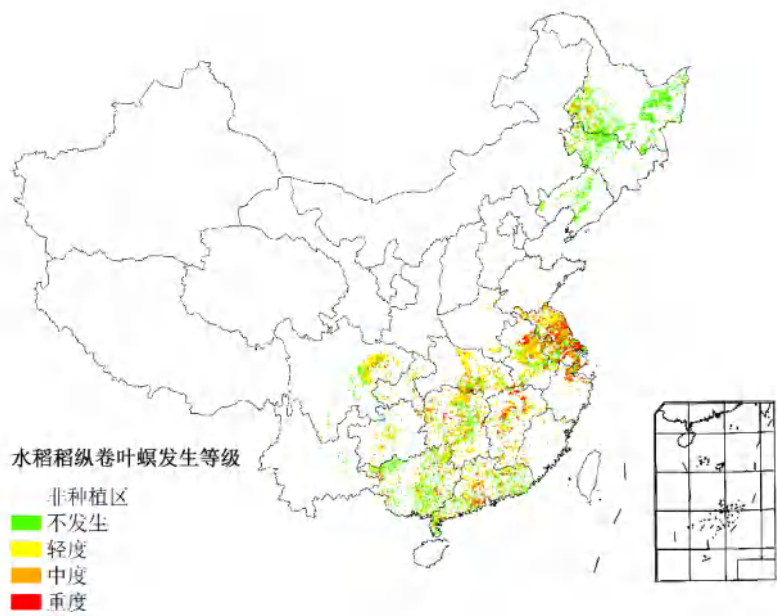 水稻稻纵卷叶螟发生等级
非种植区
不发生
轻度
中度
重度